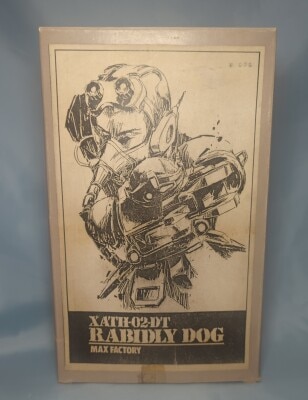 XATH-02-DT
RABIDLY DOG
MAX FACTORY